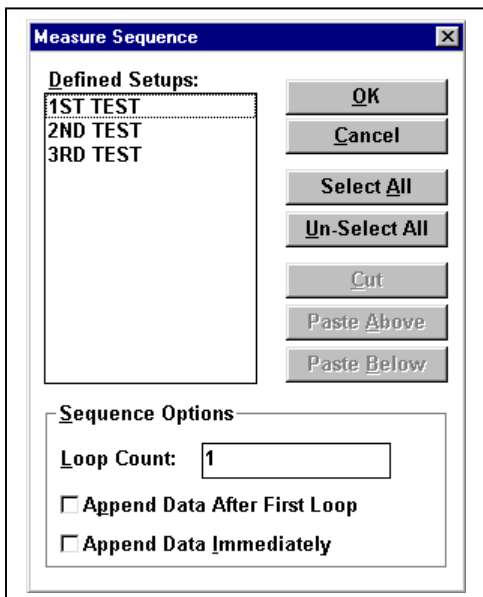 Measure Sequence
Defined Setups:
1ST TEST
2ND TEST
3RD TEST
OK
Cancel
Select All
Un-Select All
Cut
Paste Above
Paste Below
Sequence Options
Loop Count: 1
Append Data After First Loop
Append Data Immediately